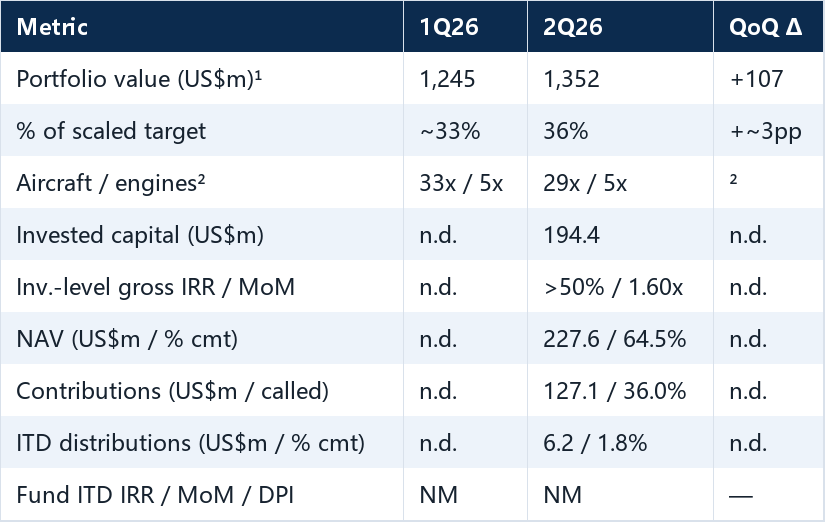 Metric 1Q26 2Q26 QoQ Δ
Portfolio value (US$m)¹ 1,245 1,352 +107
% of scaled target ~33% 36% +~3pp
Aircraft / engines² 33x / 5x 29x / 5x ²
Invested capital (US$m) n.d. 194.4 n.d.
Inv.-level gross IRR / MoM n.d. >50% / 1.60x n.d.
NAV (US$m / % cmt) n.d. 227.6 / 64.5% n.d.
Contributions (US$m / called) n.d. 127.1 / 36.0% n.d.
ITD distributions (US$m / % cmt) n.d. 6.2 / 1.8% n.d.
Fund ITD IRR / MoM / DPI NM NM —